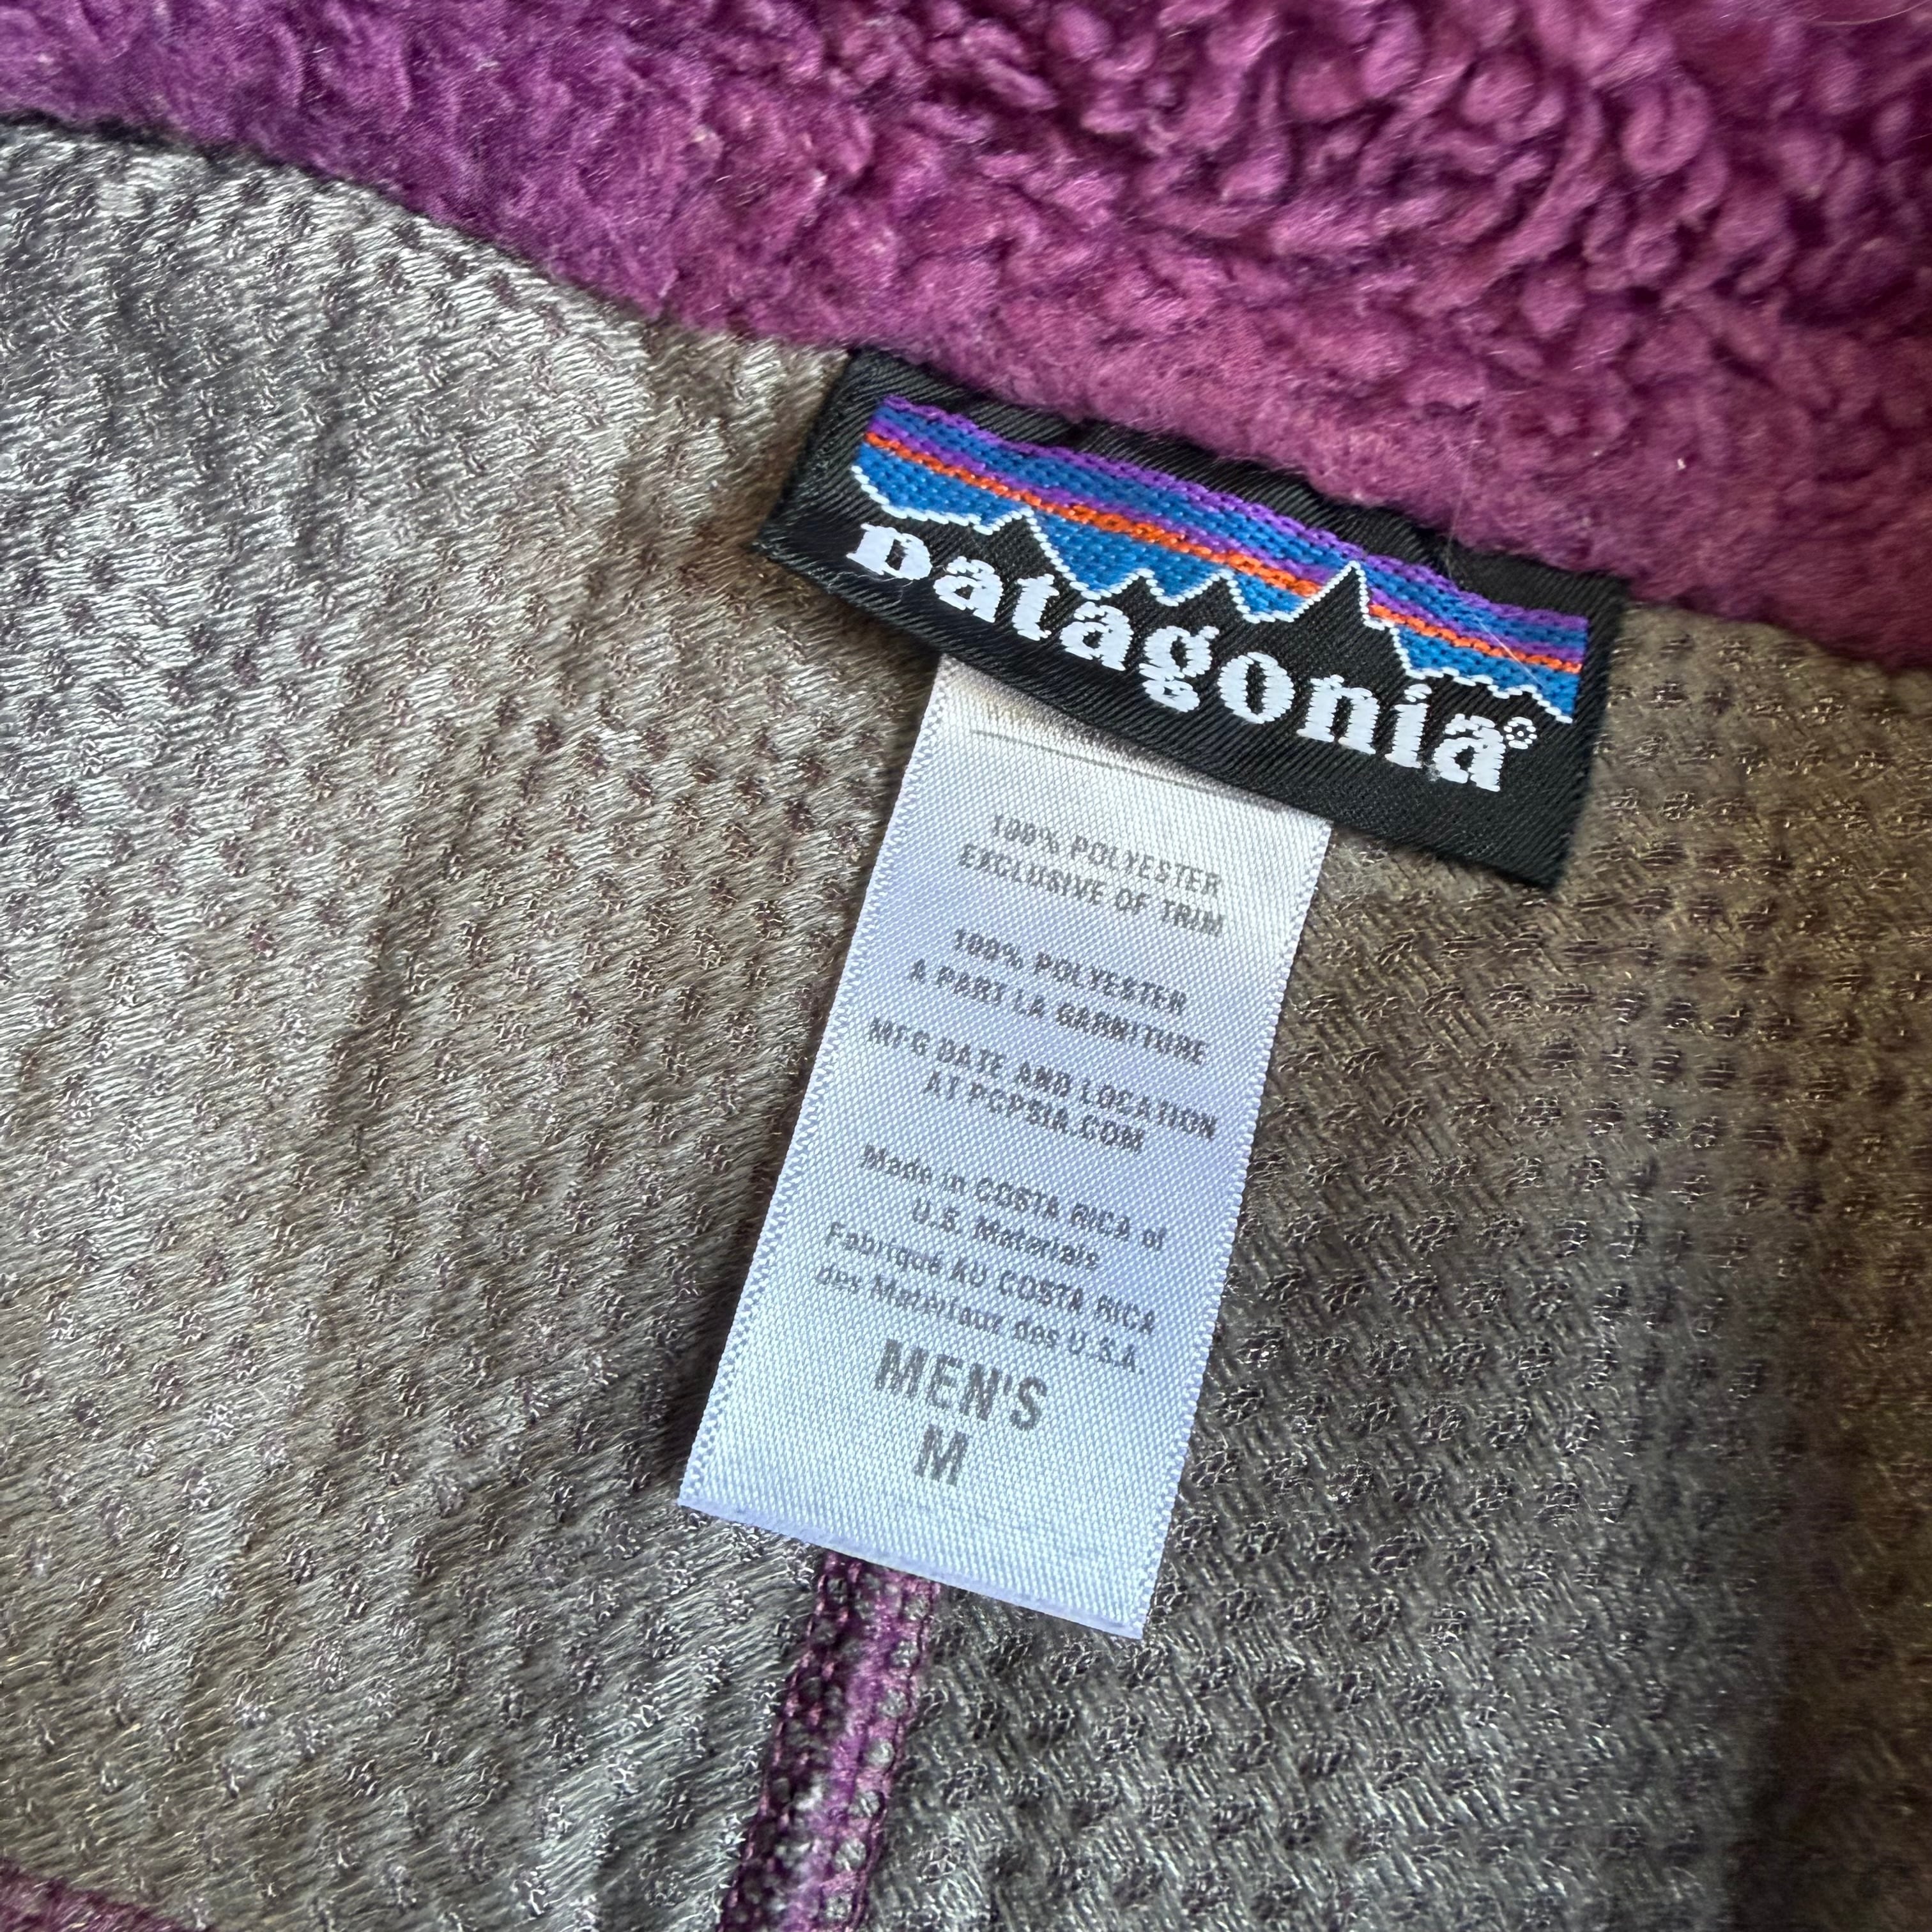 patagonia®
100% POLYESTER
EXCLUSIVE OF TRIM
100% POLYESTER
A PART LA GARNITURE
MFG DATE AND LOCATION
AT PCPSIA.COM
Made in COSTA RICA of
U.S. Materials
Fabriqué AU COSTA RICA
des Materiaux des U.S.A.
MEN'S
M